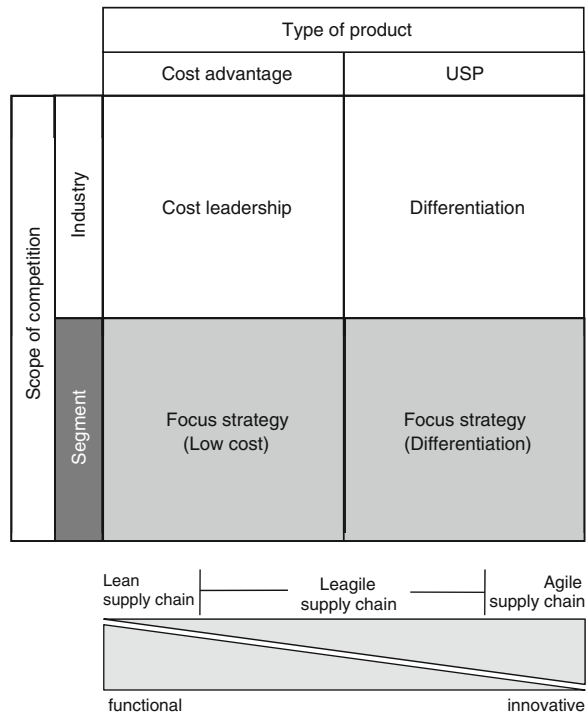 Type of product
Cost advantage
USP
Scope of competition
Industry
Cost leadership
Differentiation
Segment
Focus strategy
(Low cost)
Focus strategy
(Differentiation)
Lean
supply chain
Leagile
supply chain
Agile
supply chain
functional
innovative